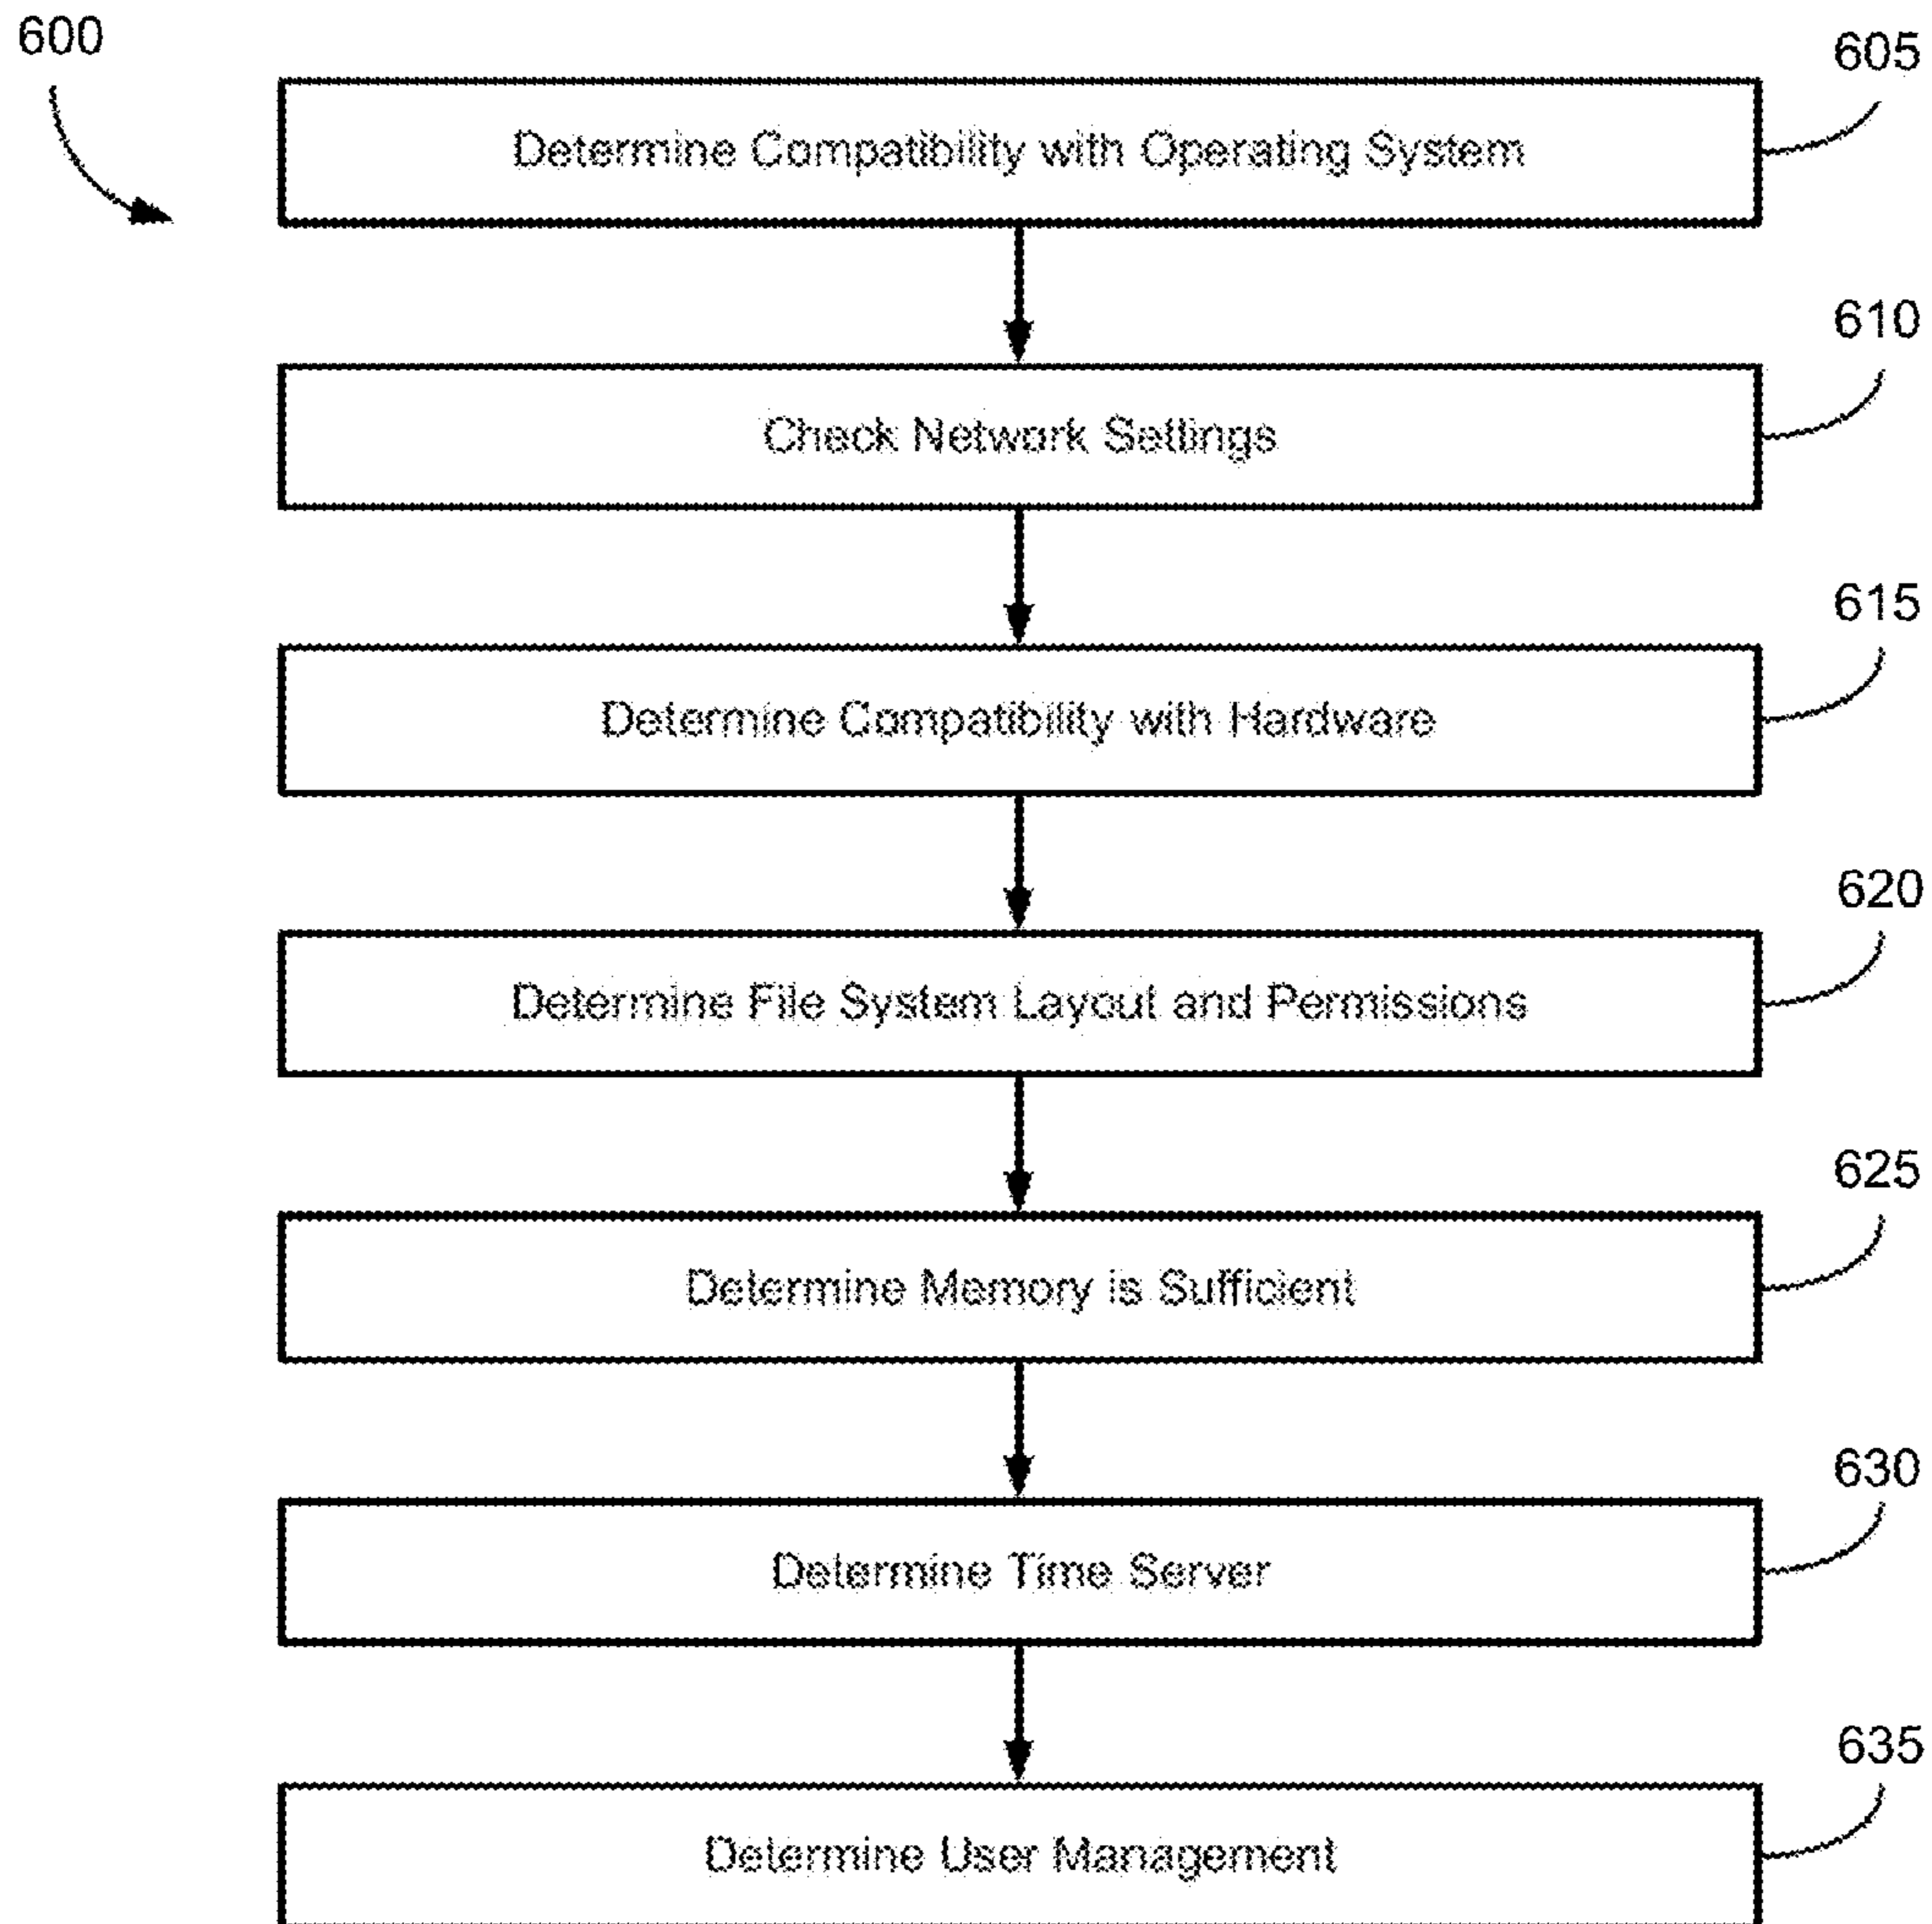 600
605
Determine Compatibility with Operating System
610
Check Network Settings
615
Determine Compatibility with Hardware
620
Determine File System Layout and Permissions
625
Determine Memory is Sufficient
630
Determine Time Server
635
Determine User Management